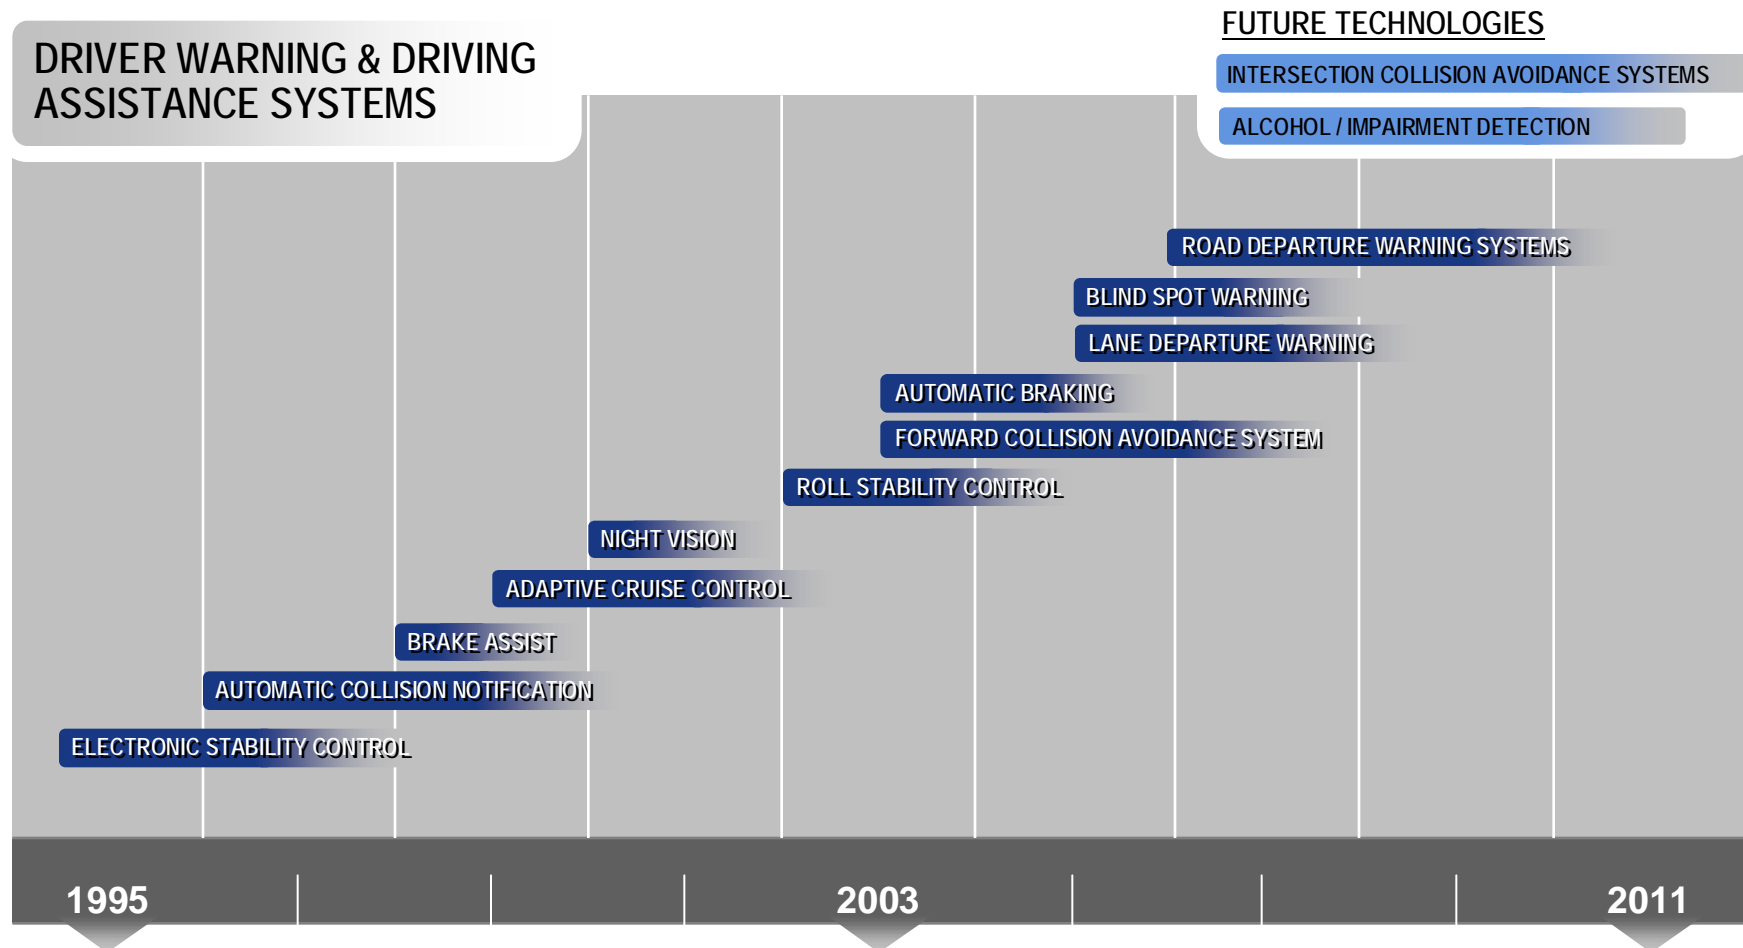 DRIVER WARNING & DRIVING
ASSISTANCE SYSTEMS
FUTURE TECHNOLOGIES
INTERSECTION COLLISION AVOIDANCE SYSTEMS
ALCOHOL / IMPAIRMENT DETECTION
ROAD DEPARTURE WARNING SYSTEMS
BLIND SPOT WARNING
LANE DEPARTURE WARNING
AUTOMATIC BRAKING
FORWARD COLLISION AVOIDANCE SYSTEM
ROLL STABILITY CONTROL
NIGHT VISION
ADAPTIVE CRUISE CONTROL
BRAKE ASSIST
AUTOMATIC COLLISION NOTIFICATION
ELECTRONIC STABILITY CONTROL
1995 2003 2011